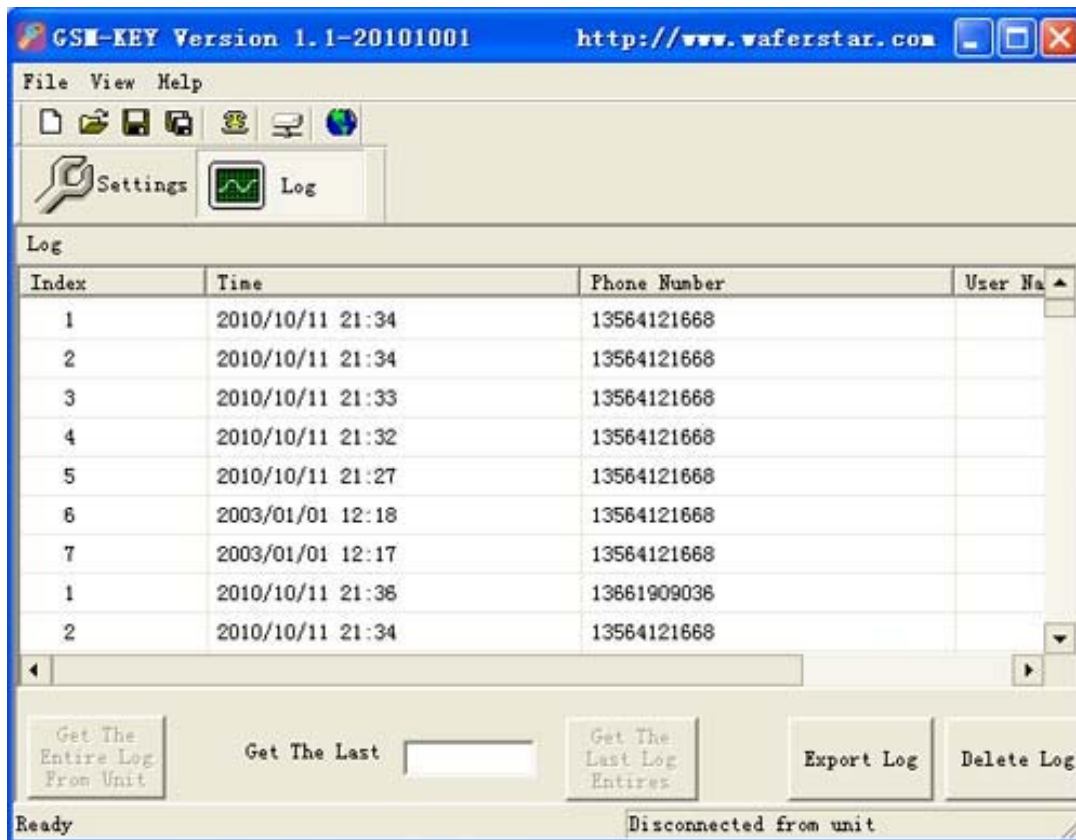 GSM-KEY Version 1.1-20101001 http://www.waferstar.com
File View Help
Settings Log
Log
Index Time Phone Number User Na
1 2010/10/11 21:34 13564121668
2 2010/10/11 21:34 13564121668
3 2010/10/11 21:33 13564121668
4 2010/10/11 21:32 13564121668
5 2010/10/11 21:27 13564121668
6 2003/01/01 12:18 13564121668
7 2003/01/01 12:17 13564121668
1 2010/10/11 21:36 13661909036
2 2010/10/11 21:34 13564121668
Get The
Entire Log
From Unit
Get The Last
Get The
Last Log
Entires
Export Log
Delete Log
Ready Disconnected from unit